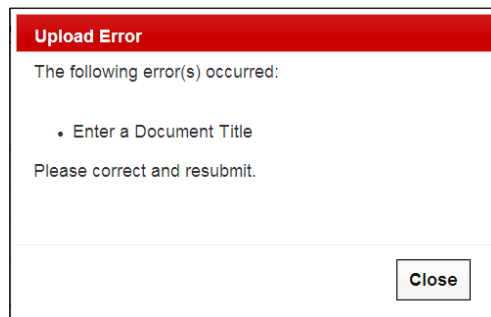 Upload Error
The following error(s) occurred:
• Enter a Document Title
Please correct and resubmit.
Close